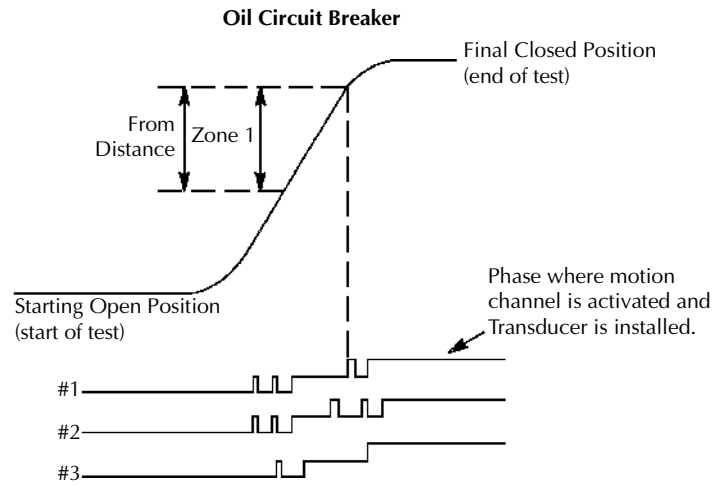 Oil Circuit Breaker
Final Closed Position
(end of test)
From
Distance
Zone 1
Starting Open Position
(start of test)
Phase where motion
channel is activated and
Transducer is installed.
#1
#2
#3